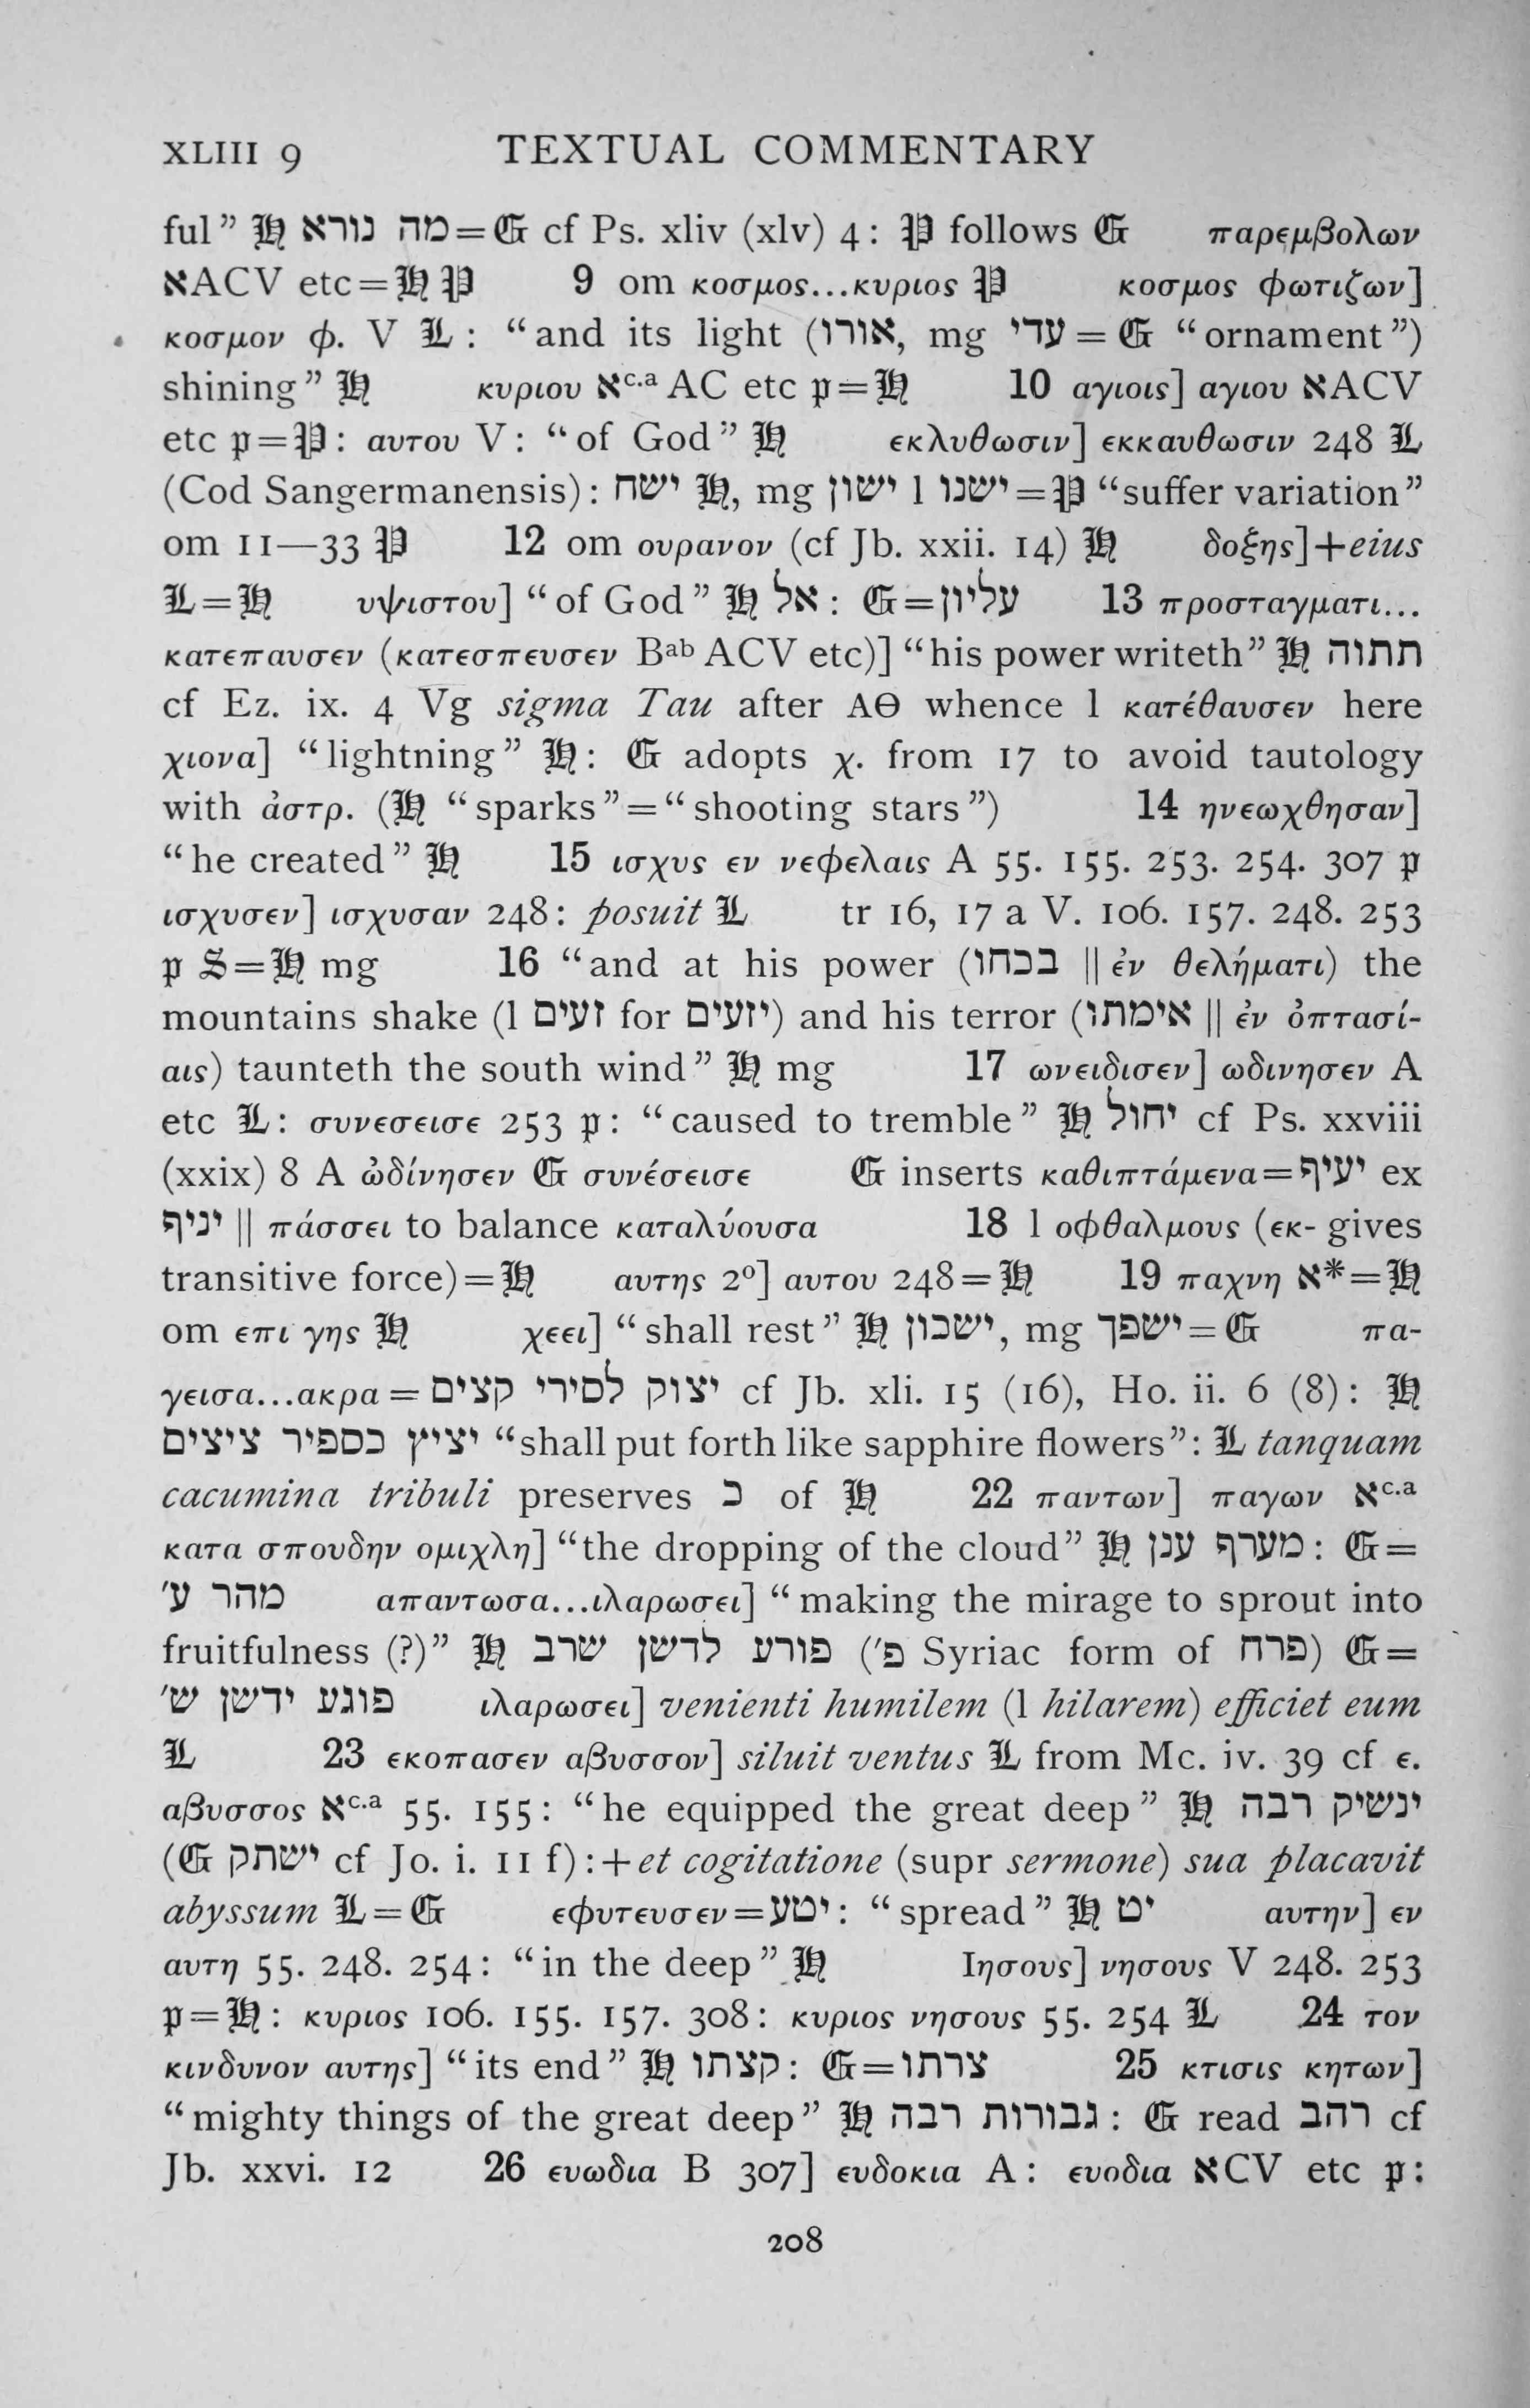 XLIII 9 TEXTUAL COMMENTARY
ful” 𝕳 מה נורא=𝕲 cf Ps. xliv (xlv) 4: 𝕻 follows 𝕲 παρεμβολων
אACV etc=𝕳 𝕻 9 om κοσμος...κυριος 𝕻 κοσμος φωτιζων]
κοσμον φ. V 𝕷: “and its light (אורו, mg עדי=𝕲 “ornament”)
shining” 𝕳 κυριου אᶜ·ᵃ AC etc 𝖕=𝕳 10 αγιοις] αγιου אACV
etc 𝖕=𝕻: αυτου V: “of God” 𝕳 εκλυθωσιν] εκκαυθωσιν 248 𝕷
(Cod Sangermanensis): ישח 𝕳, mg ישון l ישנו=𝕻 “suffer variation”
om 11—33 𝕻 12 om ουρανον (cf Jb. xxii. 14) 𝕳 δοξης]+eius
𝕷=𝕳 υψιστου] “of God” 𝕳 אל: 𝕲=עליון 13 προσταγματι...
κατεπαυσεν (κατεσπευσεν Bᵃᵇ ACV etc)] “his power writeth” 𝕳 תתוה
cf Ez. ix. 4 Vg sigma Tau after ΑΘ whence l κατέθαυσεν here
χιονα] “lightning” 𝕳: 𝕲 adopts χ. from 17 to avoid tautology
with ἀστρ. (𝕳 “sparks”=“shooting stars”) 14 ηνεωχθησαν]
“he created” 𝕳 15 ισχυς εν νεφελαις A 55. 155. 253. 254. 307 𝖕
ισχυσεν] ισχυσαν 248: posuit 𝕷 tr 16, 17 a V. 106. 157. 248. 253
𝖕 𝕾=𝕳 mg 16 “and at his power (בכחו || ἐν θελήματι) the
mountains shake (l זעים for יזעים) and his terror (אימתו || ἐν ὀπτασί-
αις) taunteth the south wind” 𝕳 mg 17 ωνειδισεν] ωδινησεν A
etc 𝕷: συνεσεισε 253 𝖕: “caused to tremble” 𝕳 יחול cf Ps. xxviii
(xxix) 8 A ὠδίνησεν 𝕲 συνέσεισε 𝕲 inserts καθιπτάμενα=יעיף ex
יניף || πάσσει to balance καταλύουσα 18 l οφθαλμους (εκ- gives
transitive force)=𝕳 αυτης 2º] αυτου 248=𝕳 19 παχνη א*=𝕳
om επι γης 𝕳 χεει] “shall rest” 𝕳 ישכון, mg ישפך=𝕲 πα-
γεισα...ακρα=יצוק לסירי קצים cf Jb. xli. 15 (16), Ho. ii. 6 (8): 𝕳
יציץ כספיר ציצים “shall put forth like sapphire flowers”: 𝕷 tanquam
cacumina tribuli preserves כ of 𝕳 22 παντων] παγων אᶜ·ᵃ
κατα σπουδην ομιχλη] “the dropping of the cloud” 𝕳 מערף ענן: 𝕲=
מהר ע׳ απαντωσα...ιλαρωσει] “making the mirage to sprout into
fruitfulness (?)” 𝕳 פורע לדשן שרב (פ׳ Syriac form of פרח) 𝕲=
פוגע ידשן ש׳ ιλαρωσει] venienti humilem (l hilarem) efficiet eum
𝕷 23 εκοπασεν αβυσσον] siluit ventus 𝕷 from Mc. iv. 39 cf ε.
αβυσσος אᶜ·ᵃ 55. 155: “he equipped the great deep” 𝕳 ינשיק רבה
(𝕲 ישתק cf Jo. i. 11 f):+et cogitatione (supr sermone) sua placavit
abyssum 𝕷=𝕲 εφυτευσεν=יטע: “spread” 𝕳 יט αυτην] εν
αυτη 55. 248. 254: “in the deep” 𝕳 Ιησους] νησους V 248. 253
𝖕=𝕳: κυριος 106. 155. 157. 308: κυριος νησους 55. 254 𝕷 24 τον
κινδυνον αυτης] “its end” 𝕳 קצתו: 𝕲=צרתו 25 κτισις κητων]
“mighty things of the great deep” 𝕳 גבורות רבה: 𝕲 read רהב cf
Jb. xxvi. 12 26 ευωδια B 307] ευδοκια A: ευοδια אCV etc 𝖕:
208